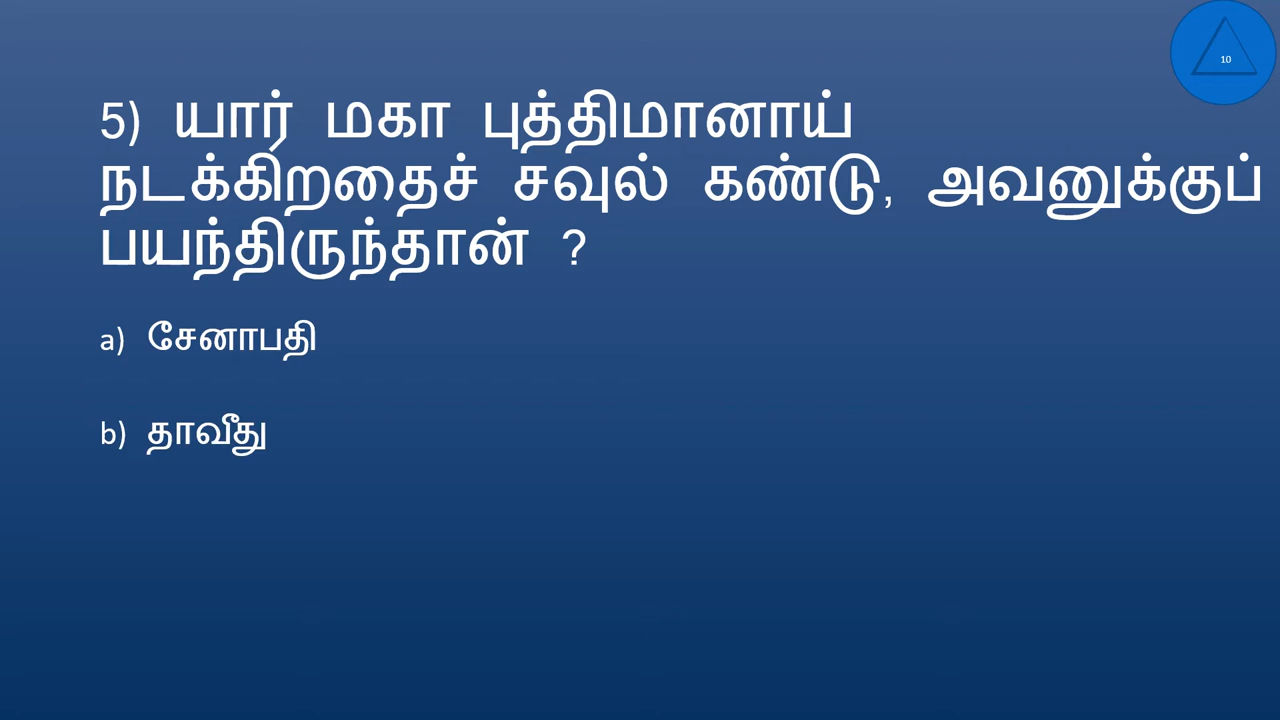 10
5) யார் மகா புத்திமானாய்
நடக்கிறதைச் சவுல் கண்டு, அவனுக்குப்
பயந்திருந்தான் ?
a) சேனாபதி
b) தாவீது